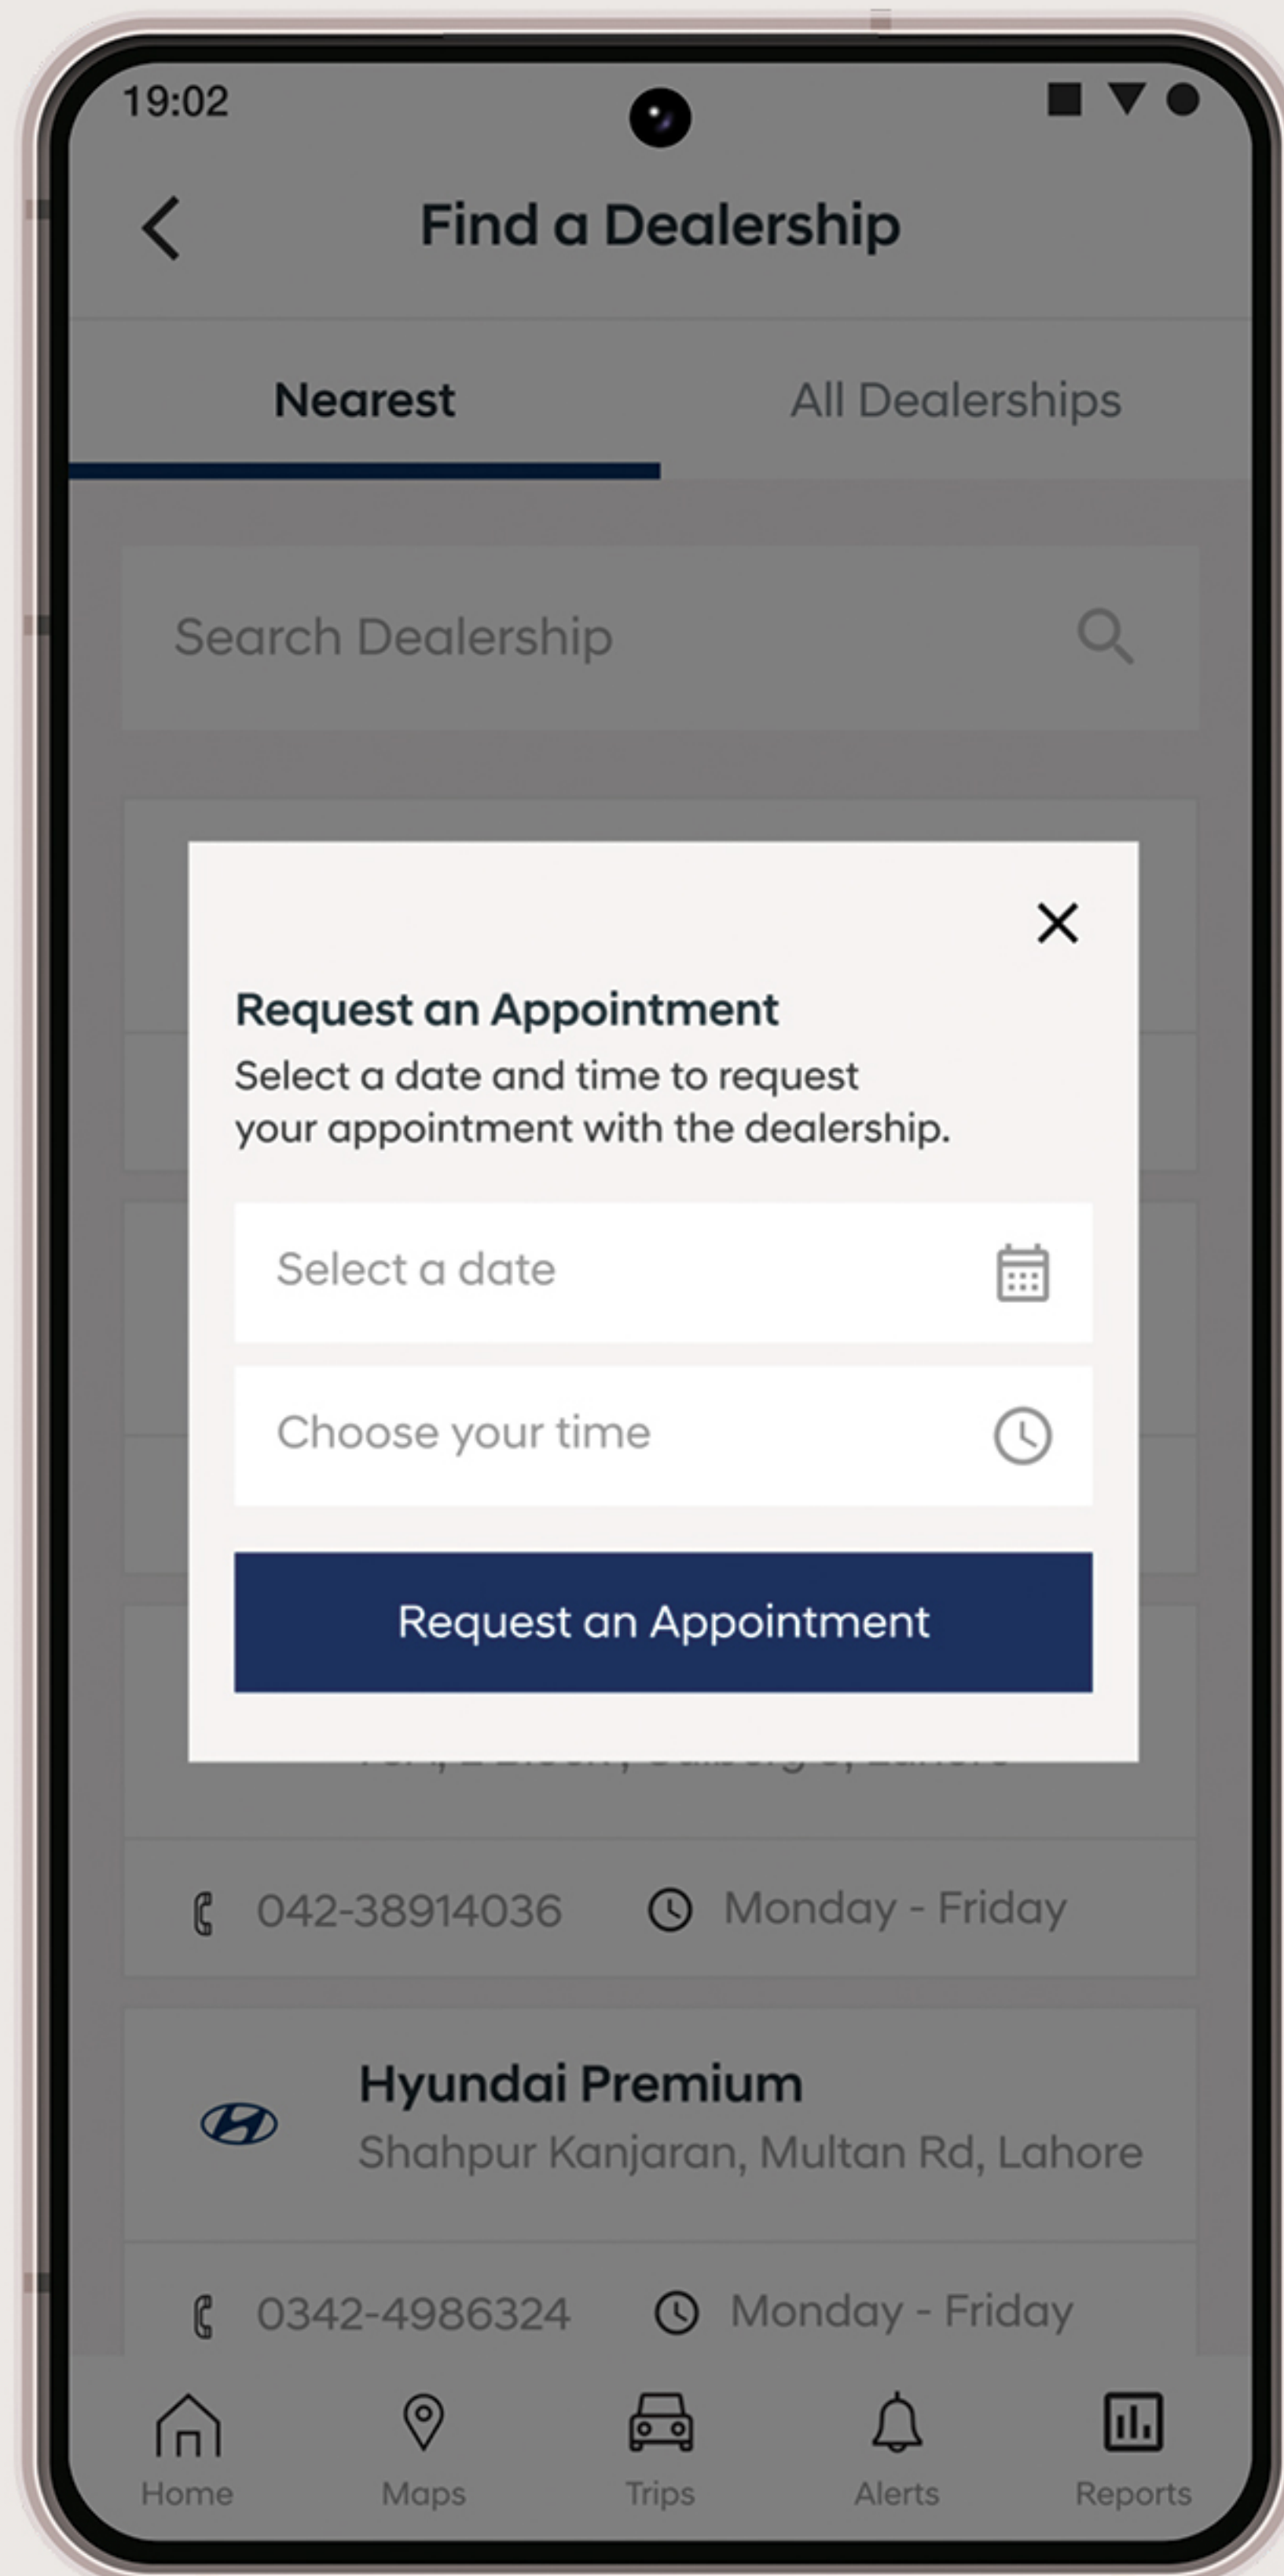 19:02
Find a Dealership
Nearest
All Dealerships
Search Dealership
Request an Appointment
Select a date and time to request
your appointment with the dealership.
Select a date
Choose your time
Request an Appointment
042-38914036
Monday - Friday
Hyundai Premium
Shahpur Kanjaran, Multan Rd, Lahore
0342-4986324
Monday - Friday
Home
Maps
Trips
Alerts
Reports